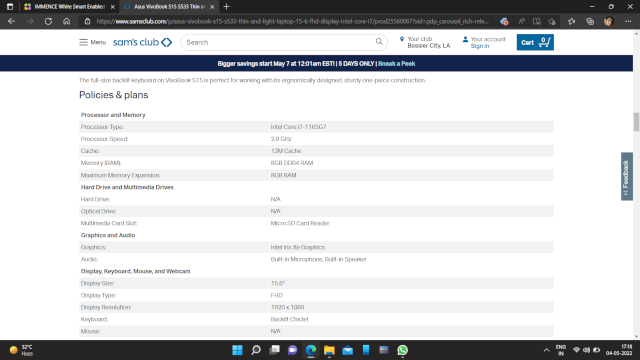 IMMENCE White Smart Enabled
Asus VivoBook S15 S533 Thin an
https://www.samsclub.com/p/asus-vivobook-s15-s533-thin-and-light-laptop-15-6-fhd-display-intel-core-i7/prod25560067?xid=pdp_carousel_rich-rele...
Menu sam's club Search Your club Bossier City, LA Your account Sign in Cart 0
Bigger savings start May 7 at 12:01am EST! | 5 DAYS ONLY | Sneak a Peek
The full-size backlit keyboard on VivoBook S15 is perfect for working with its ergonomically designed, sturdy one-piece construction.
Policies & plans
Processor and Memory
Processor Type: Intel Core i7-1165G7
Processor Speed: 2.8 GHz
Cache: 12M Cache
Memory (RAM): 8GB DDR4 RAM
Maximum Memory Expansion: 8GB RAM
Hard Drive and Multimedia Drives
Hard Drive: N/A
Optical Drive: N/A
Multimedia Card Slot: Micro SD Card Reader
Graphics and Audio
Graphics: Intel Iris Xe Graphics
Audio: Built-in Microphone, Built-in Speaker
Display, Keyboard, Mouse, and Webcam
Display Size: 15.6"
Display Type: FHD
Display Resolution: 1920 x 1080
Keyboard: Backlit Chiclet
Mouse: N/A
Feedback
32°C
Haze
ENG
IN
17:18
04-05-2022